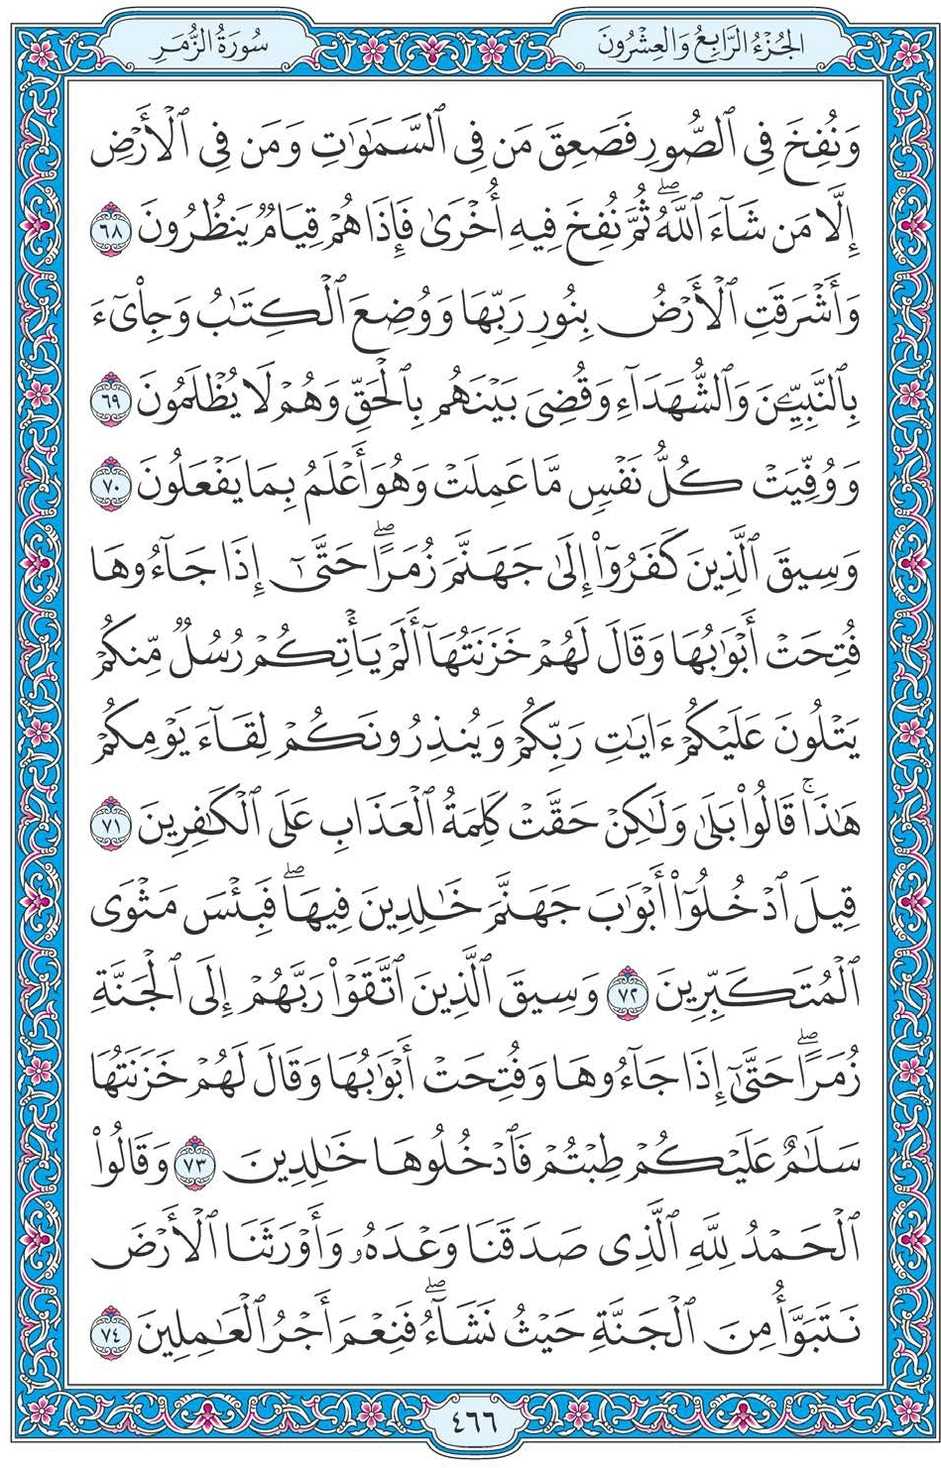 الجُزْءُ الرَّابِعُ وَالعِشْرُونَ
سُورَةُ الزُّمَرِ
وَنُفِخَ فِي ٱلصُّورِ فَصَعِقَ مَن فِي ٱلسَّمَٰوَٰتِ وَمَن فِي ٱلْأَرْضِ
إِلَّا مَن شَآءَ ٱللَّهُ ۖ ثُمَّ نُفِخَ فِيهِ أُخْرَىٰ فَإِذَا هُمْ قِيَامٌ يَنظُرُونَ ٦٨
وَأَشْرَقَتِ ٱلْأَرْضُ بِنُورِ رَبِّهَا وَوُضِعَ ٱلْكِتَٰبُ وَجِا۟ىٓءَ
بِٱلنَّبِيِّـۧنَ وَٱلشُّهَدَآءِ وَقُضِىَ بَيْنَهُم بِٱلْحَقِّ وَهُمْ لَا يُظْلَمُونَ ٦٩
وَوُفِّيَتْ كُلُّ نَفْسٍ مَّا عَمِلَتْ وَهُوَ أَعْلَمُ بِمَا يَفْعَلُونَ ٧٠
وَسِيقَ ٱلَّذِينَ كَفَرُوٓا۟ إِلَىٰ جَهَنَّمَ زُمَرًا ۖ حَتَّىٰٓ إِذَا جَآءُوهَا
فُتِحَتْ أَبْوَٰبُهَا وَقَالَ لَهُمْ خَزَنَتُهَآ أَلَمْ يَأْتِكُمْ رُسُلٌ مِّنكُمْ
يَتْلُونَ عَلَيْكُمْ ءَايَٰتِ رَبِّكُمْ وَيُنذِرُونَكُمْ لِقَآءَ يَوْمِكُمْ
هَٰذَا ۚ قَالُوا۟ بَلَىٰ وَلَٰكِنْ حَقَّتْ كَلِمَةُ ٱلْعَذَابِ عَلَى ٱلْكَٰفِرِينَ ٧١
قِيلَ ٱدْخُلُوٓا۟ أَبْوَٰبَ جَهَنَّمَ خَٰلِدِينَ فِيهَا ۖ فَبِئْسَ مَثْوَى
ٱلْمُتَكَبِّرِينَ ٧٢ وَسِيقَ ٱلَّذِينَ ٱتَّقَوْا۟ رَبَّهُمْ إِلَى ٱلْجَنَّةِ
زُمَرًا ۖ حَتَّىٰٓ إِذَا جَآءُوهَا وَفُتِحَتْ أَبْوَٰبُهَا وَقَالَ لَهُمْ خَزَنَتُهَا
سَلَٰمٌ عَلَيْكُمْ طِبْتُمْ فَٱدْخُلُوهَا خَٰلِدِينَ ٧٣ وَقَالُوا۟
ٱلْحَمْدُ لِلَّهِ ٱلَّذِى صَدَقَنَا وَعْدَهُۥ وَأَوْرَثَنَا ٱلْأَرْضَ
نَتَبَوَّأُ مِنَ ٱلْجَنَّةِ حَيْثُ نَشَآءُ ۖ فَنِعْمَ أَجْرُ ٱلْعَٰمِلِينَ ٧٤
٤٦٦